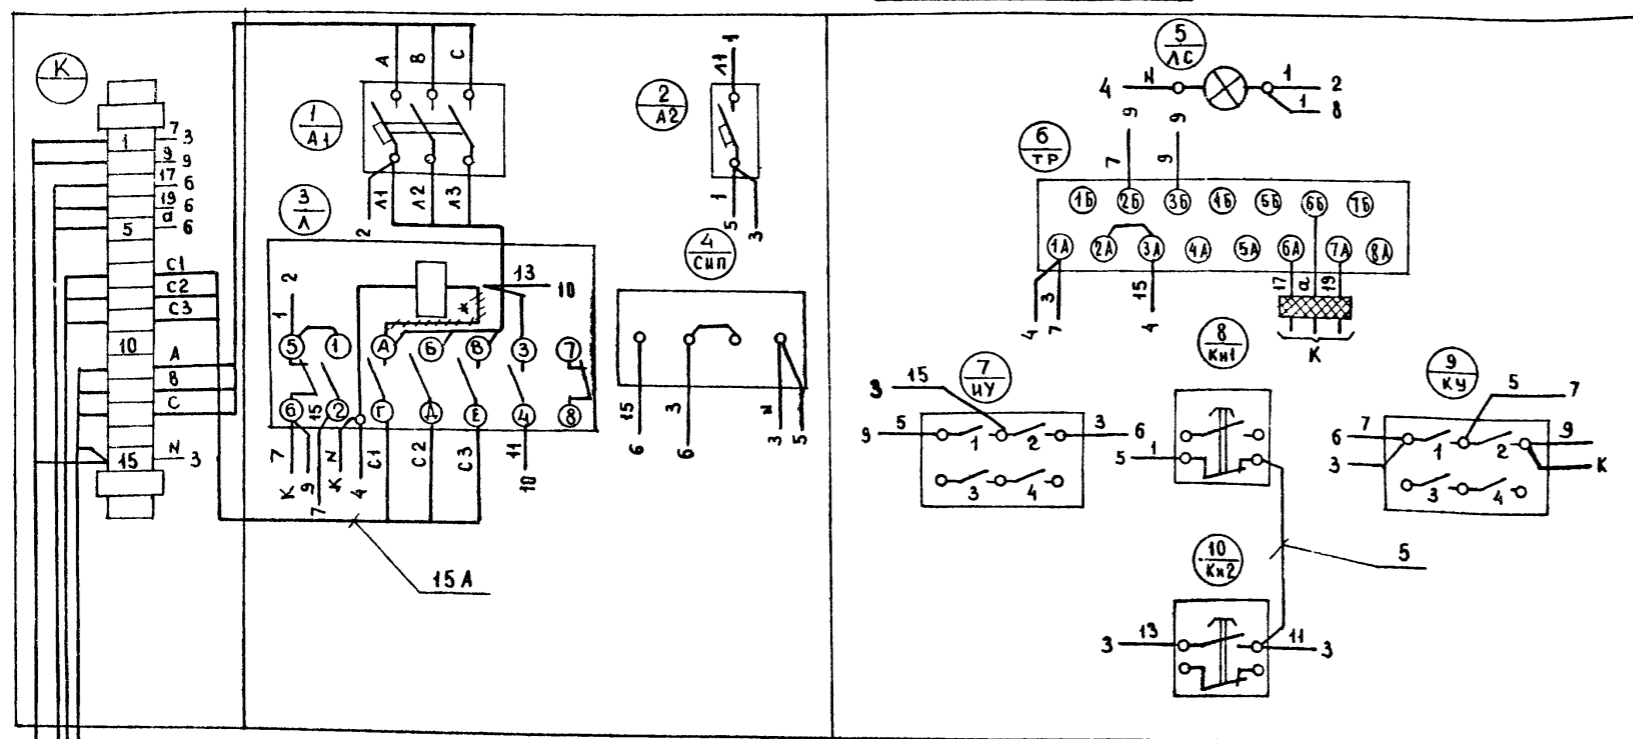 К
1
7 3
9 9
17 6
19 6
5
а 6
С1
С2
С3
10
А
В
С
15
N 3
А В С
1
А1
Л1 Л2 Л3
2
3
Л
2
1
13
10
*
5 1 А Б В 3 7
6 15 2 Г Д Е 4 8
7 К
9
7
N К
4
С1 С2 С3
11 10
15 А
2
А2
Л1 1
1 5
3
4
СИП
15 6
3 6
N 3
5
5
ЛС
4 N 1 2
1 8
6
ТР
9 7
9 9
1Б 2Б 3Б 4Б 5Б 6Б 7Б
1А 2А 3А 4А 5А 6А 7А 8А
4
3 7
15 4
17 а 19
К
7
ИУ
3 15
9 5 1 2 3 6
3 4
8
Кн1
5 1
5
9
КУ
5 7
6 7 1 2 9
3 К
3 4
10
Кн2
3 13 11 3